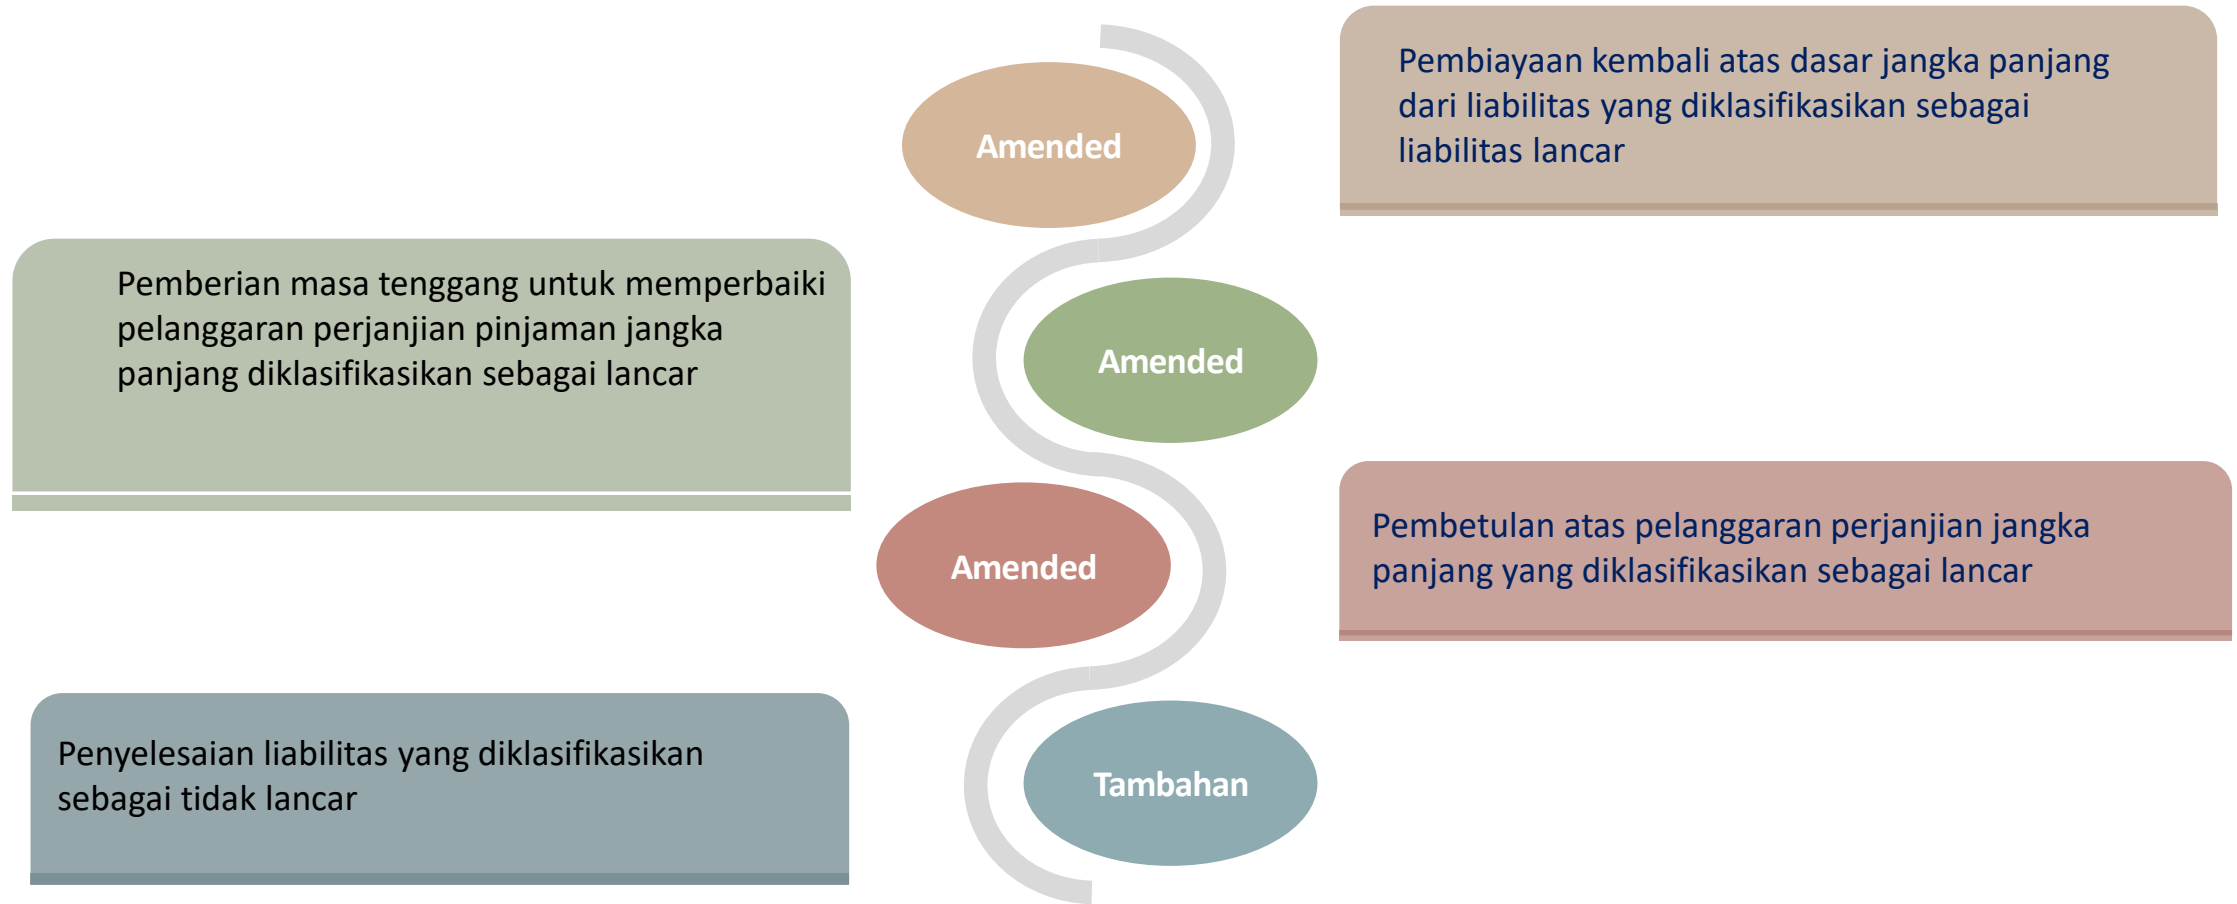 Amended
Pembiayaan kembali atas dasar jangka panjang
dari liabilitas yang diklasifikasikan sebagai
liabilitas lancar
Pemberian masa tenggang untuk memperbaiki
pelanggaran perjanjian pinjaman jangka
panjang diklasifikasikan sebagai lancar
Amended
Amended
Pembetulan atas pelanggaran perjanjian jangka
panjang yang diklasifikasikan sebagai lancar
Penyelesaian liabilitas yang diklasifikasikan
sebagai tidak lancar
Tambahan